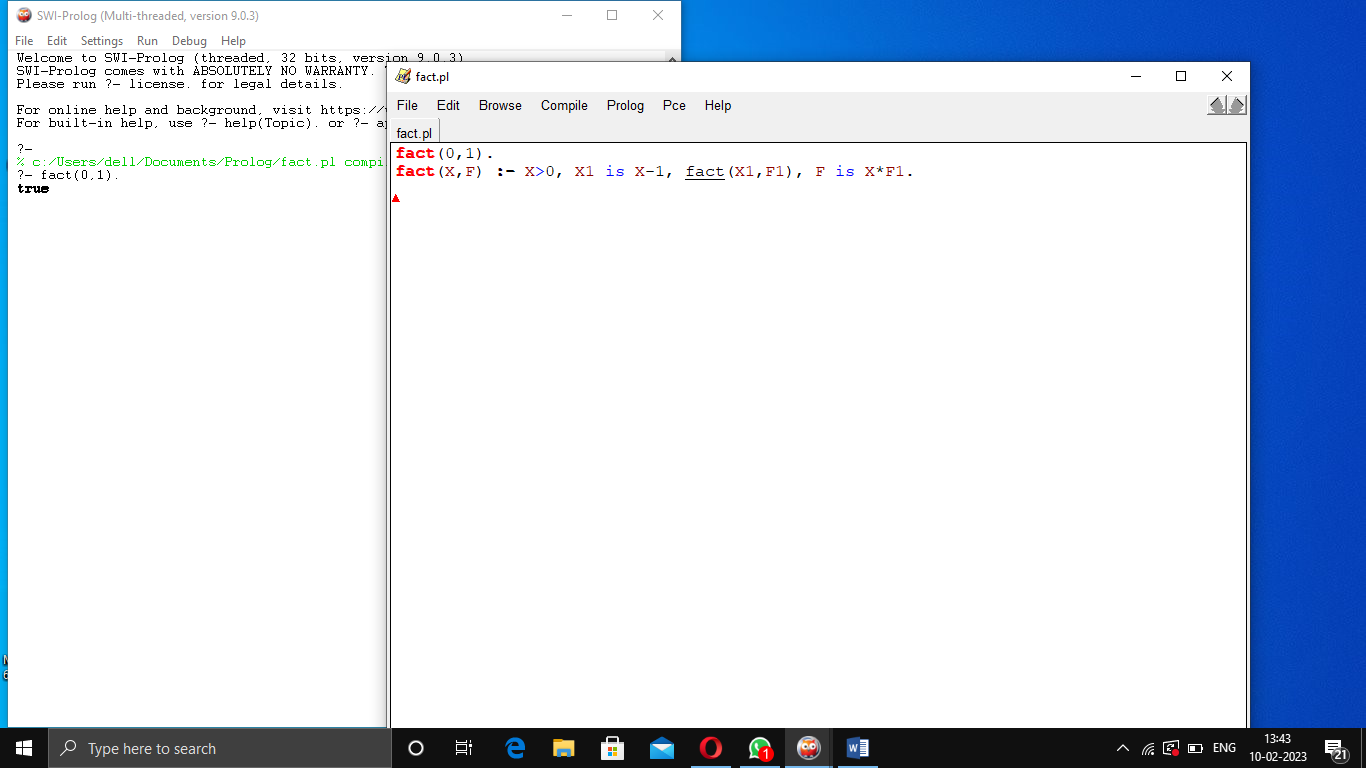 SWI-Prolog (Multi-threaded, version 9.0.3)
File Edit Settings Run Debug Help
Welcome to SWI-Prolog (threaded, 32 bits, version 9.0.3)
SWI-Prolog comes with ABSOLUTELY NO WARRANTY.
Please run ?- license. for legal details.
For online help and background, visit https://
For built-in help, use ?- help(Topic). or ?-
?-
% c:/Users/dell/Documents/Prolog/fact.pl compi
?- fact(0,1).
true
fact.pl
File Edit Browse Compile Prolog Pce Help
fact.pl
fact(0,1).
fact(X,F) :- X>0, X1 is X-1, fact(X1,F1), F is X*F1.
Type here to search
1
ENG
13:43
10-02-2023
21